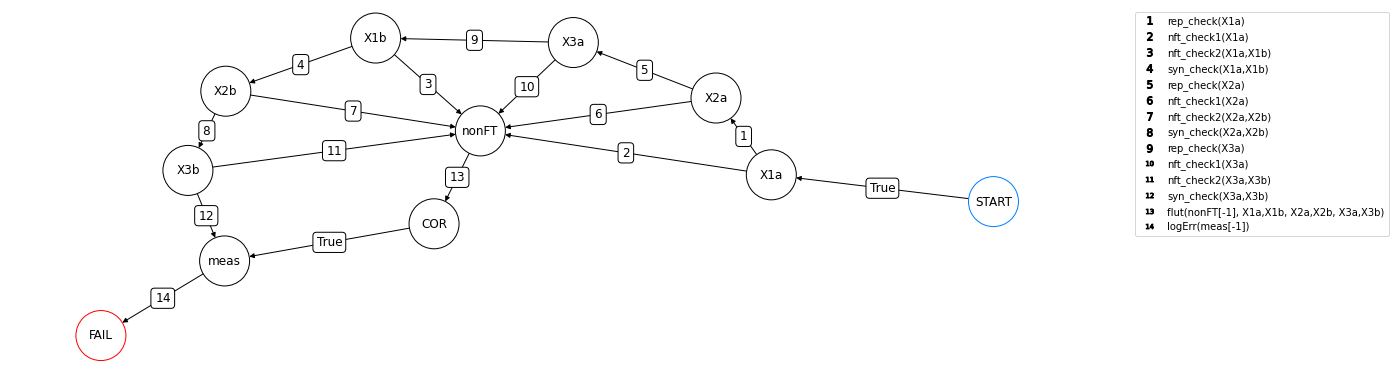 X1b
9
X3a
4
5
X2b
3
10
X2a
7
6
8
nonFT
1
X3b
11
2
X1a
True
START
13
12
COR
True
meas
14
FAIL
1 rep_check(X1a)
2 nft_check1(X1a)
3 nft_check2(X1a,X1b)
4 syn_check(X1a,X1b)
5 rep_check(X2a)
6 nft_check1(X2a)
7 nft_check2(X2a,X2b)
8 syn_check(X2a,X2b)
9 rep_check(X3a)
10 nft_check1(X3a)
11 nft_check2(X3a,X3b)
12 syn_check(X3a,X3b)
13 flut(nonFT[-1], X1a,X1b, X2a,X2b, X3a,X3b)
14 logErr(meas[-1])